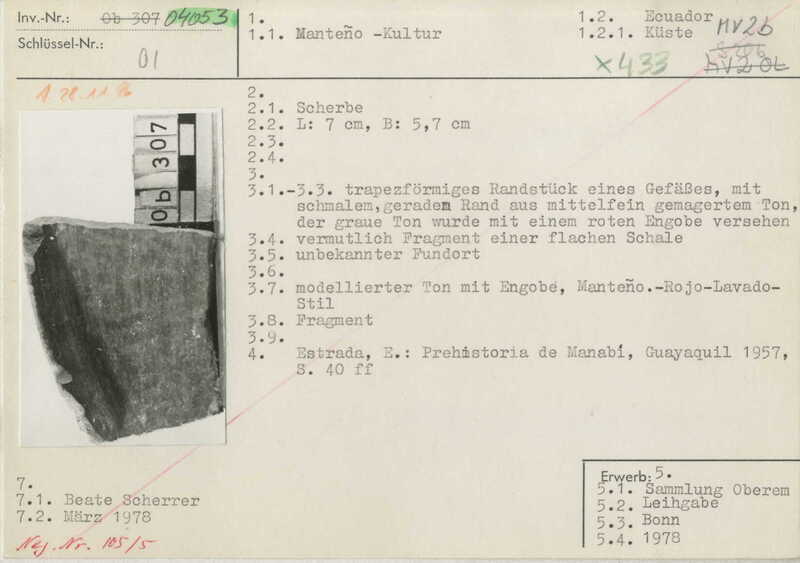 Inv.-Nr.: Ob 307 04053
Schlüssel-Nr.: 01
1.
1.1. Manteño -Kultur
1.2. Ecuador
1.2.1. Küste
MV2b
S206
MV2 OL
x433
1. 28.11.86
Ob 307
2.
2.1. Scherbe
2.2. L: 7 cm, B: 5,7 cm
2.3.
2.4.
3.
3.1.-3.3. trapezförmiges Randstück eines Gefäßes, mit
schmalem,geradem Rand aus mittelfein gemagertem Ton,
der graue Ton wurde mit einem roten Engobe versehen
3.4. vermutlich Fragment einer flachen Schale
3.5. unbekannter Fundort
3.6.
3.7. modellierter Ton mit Engobe, Manteño.-Rojo-Lavado-
Stil
3.8. Fragment
3.9.
4. Estrada, E.: Prehistoria de Manabí, Guayaquil 1957,
S. 40 ff
7.
7.1. Beate Scherrer
7.2. März 1978
Neg. Nr. 105/5
Erwerb: 5.
5.1. Sammlung Oberem
5.2. Leihgabe
5.3. Bonn
5.4. 1978